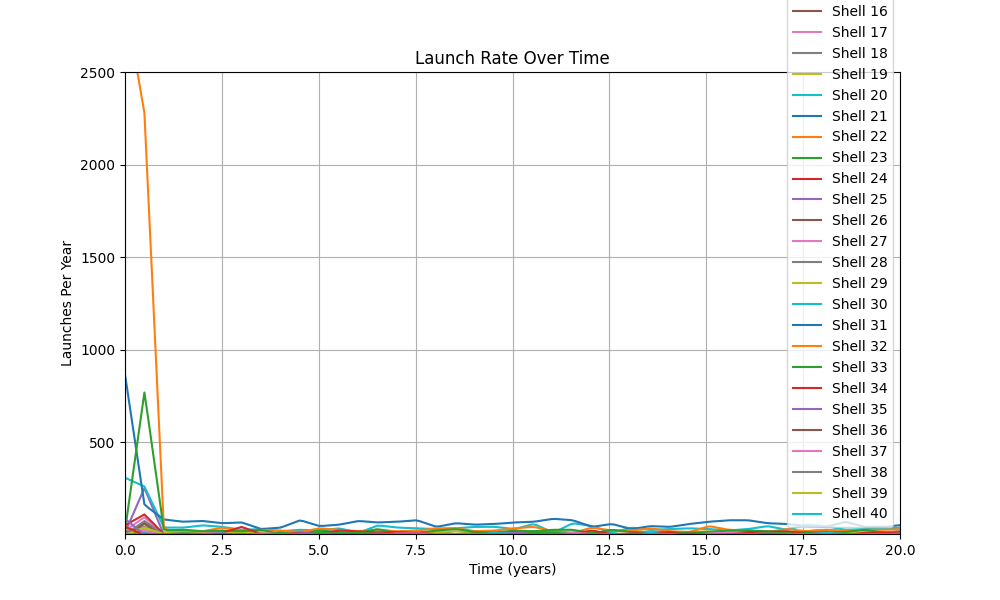 Shell 16
Shell 17
Shell 18
Launch Rate Over Time
Shell 19
Shell 20
Shell 21
Shell 22
Shell 23
Shell 24
Shell 25
Shell 26
Shell 27
Shell 28
Shell 29
Shell 30
Shell 31
Shell 32
Shell 33
Shell 34
Shell 35
Shell 36
Shell 37
Shell 38
Shell 39
Shell 40
2500
2000
1500
1000
500
Launches Per Year
0.0 2.5 5.0 7.5 10.0 12.5 15.0 17.5 20.0
Time (years)